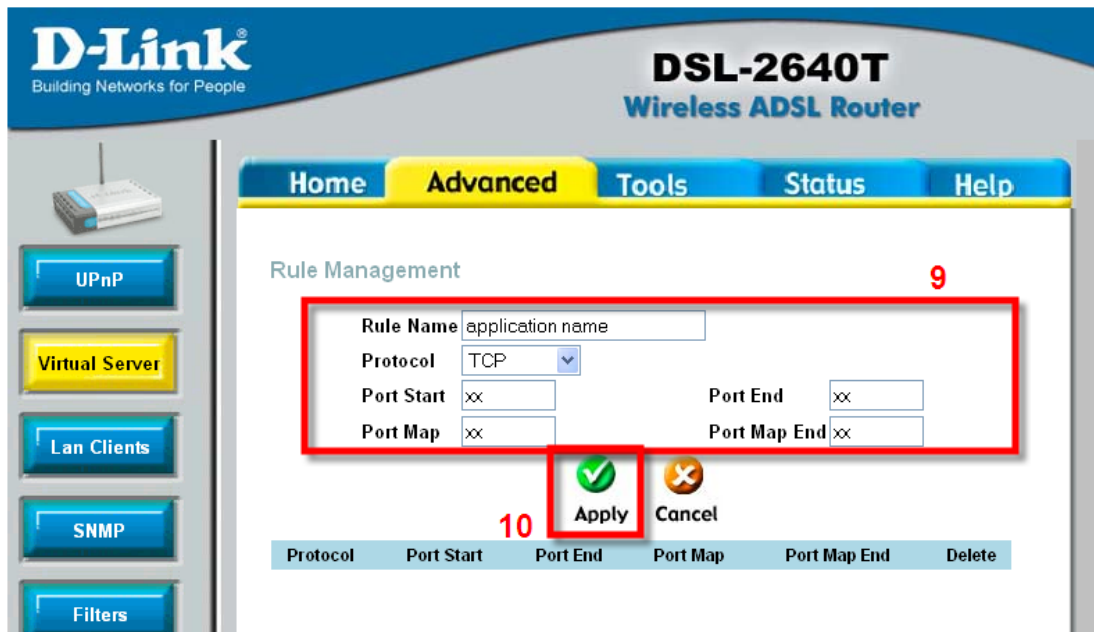 D-Link®
Building Networks for People
DSL-2640T
Wireless ADSL Router
Home Advanced Tools Status Help
UPnP
Virtual Server
Lan Clients
SNMP
Filters
Rule Management
9
Rule Name application name
Protocol TCP
Port Start xx Port End xx
Port Map xx Port Map End xx
10 Apply Cancel
Protocol Port Start Port End Port Map Port Map End Delete